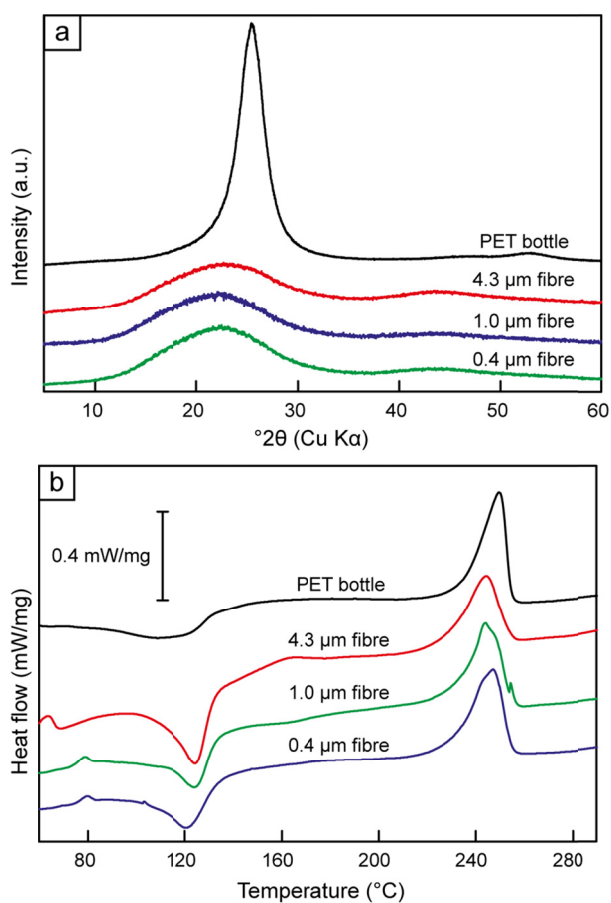 a
Intensity (a.u.)
PET bottle
4.3 µm fibre
1.0 µm fibre
0.4 µm fibre
10 20 30 40 50 60
°2θ (Cu Kα)
b
0.4 mW/mg
Heat flow (mW/mg)
PET bottle
4.3 µm fibre
1.0 µm fibre
0.4 µm fibre
80 120 160 200 240 280
Temperature (°C)